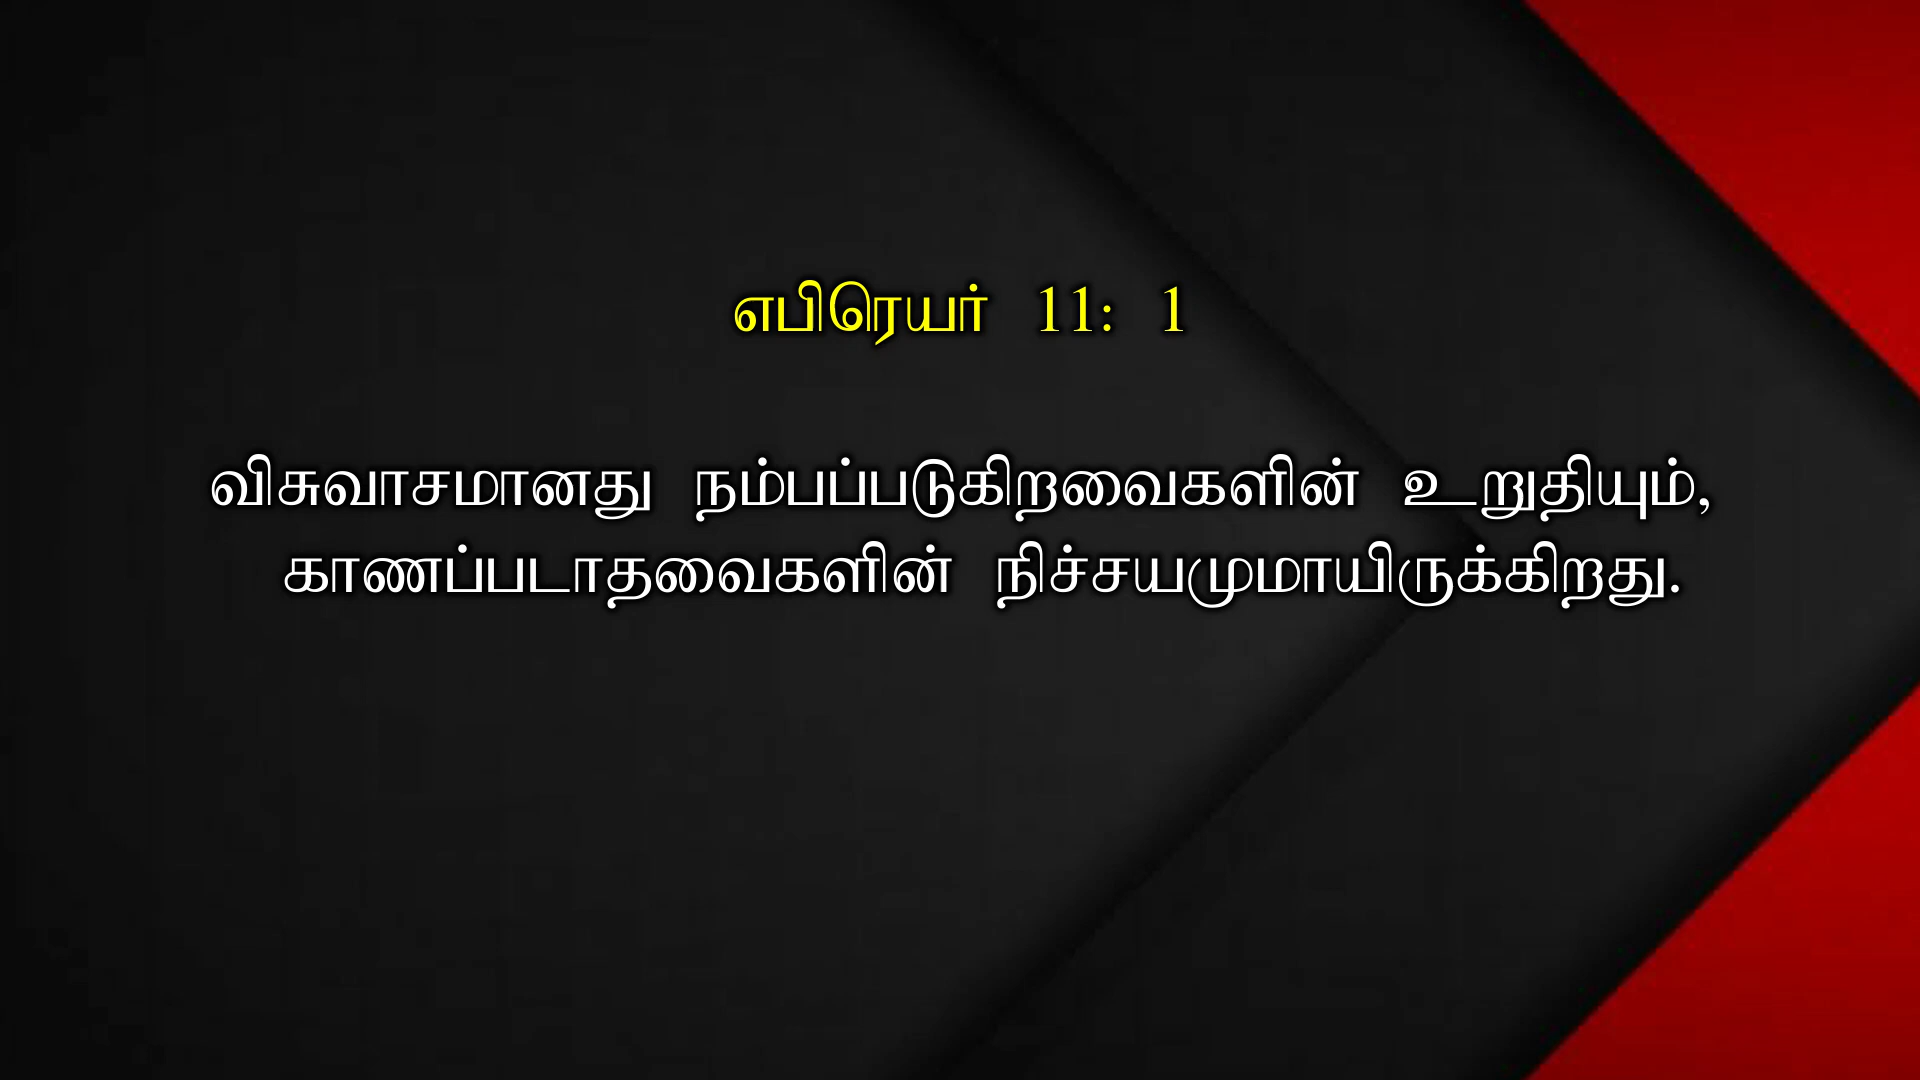 எபிரெயர் 11: 1
விசுவாசமானது நம்பப்படுகிறவைகளின் உறுதியும்,
காணப்படாதவைகளின் நிச்சயமுமாயிருக்கிறது.